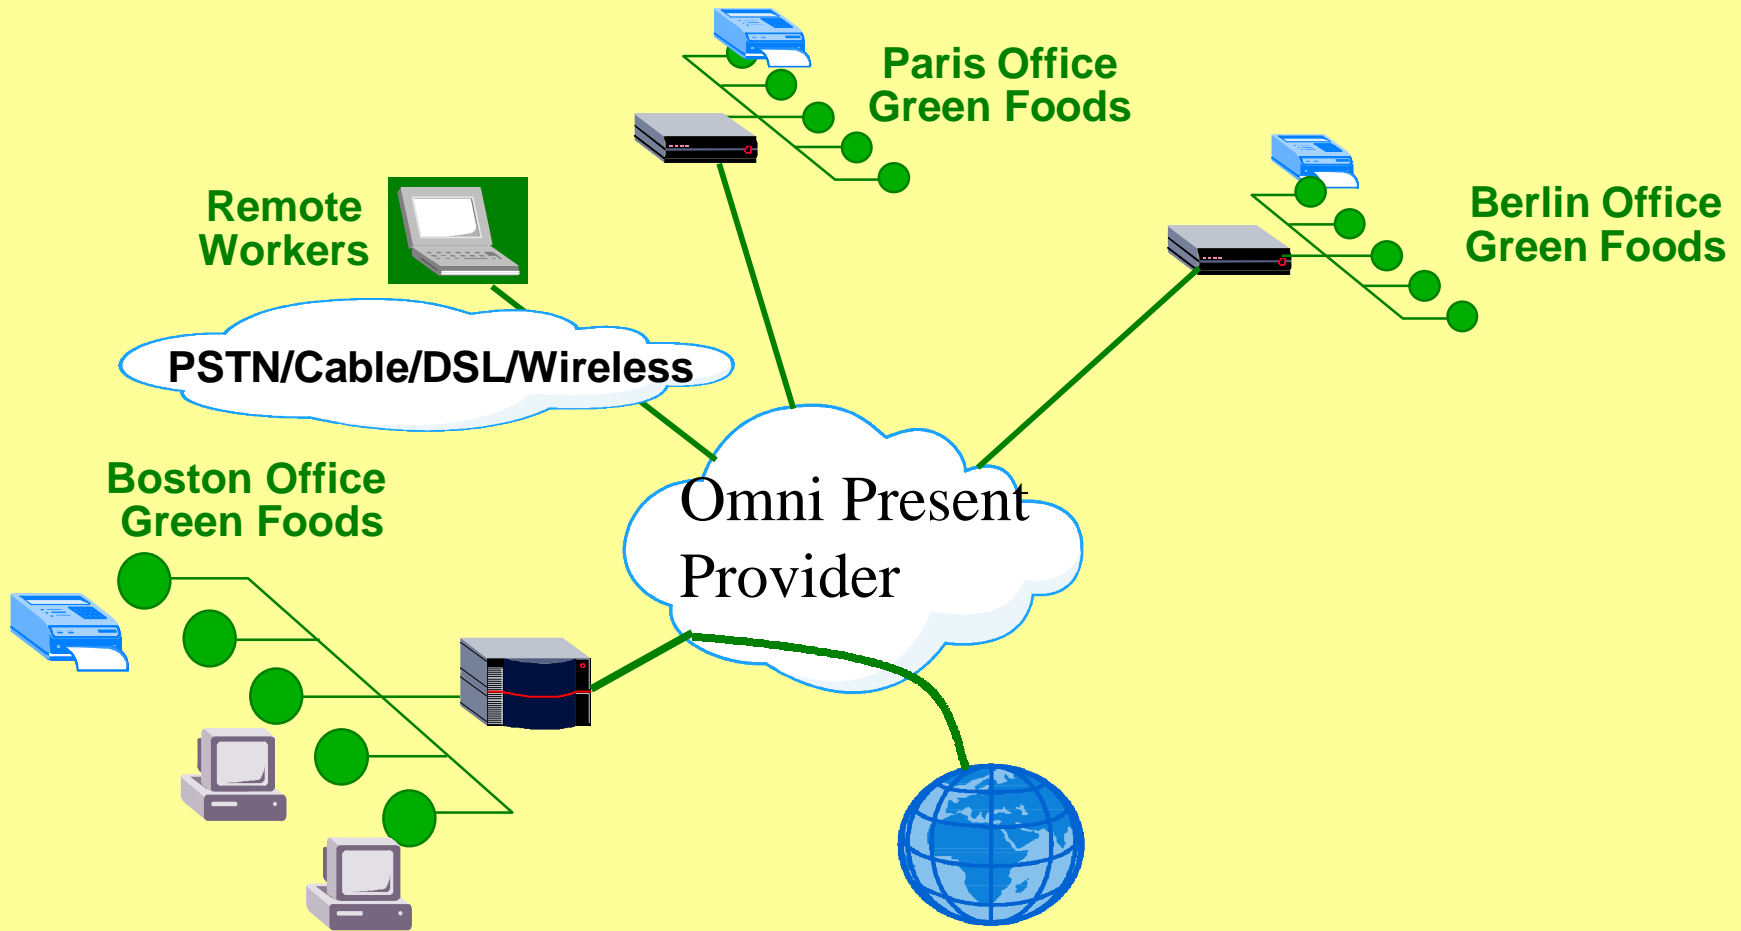 Paris Office
Green Foods
Berlin Office
Green Foods
Remote
Workers
PSTN/Cable/DSL/Wireless
Boston Office
Green Foods
Omni Present
Provider